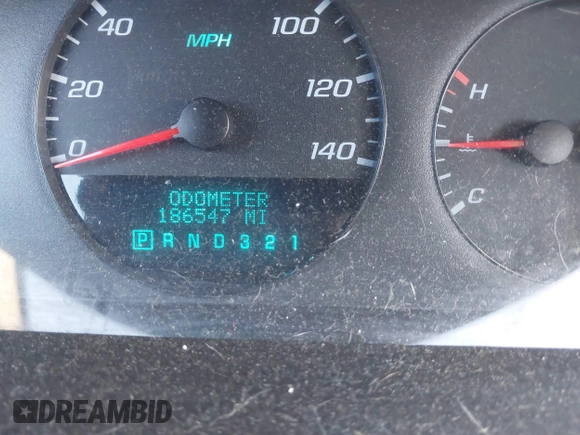 40
100
MPH
20
120
0
140
H
C
ODOMETER
186547 MI
P R N D 3 2 1
DREAMBID